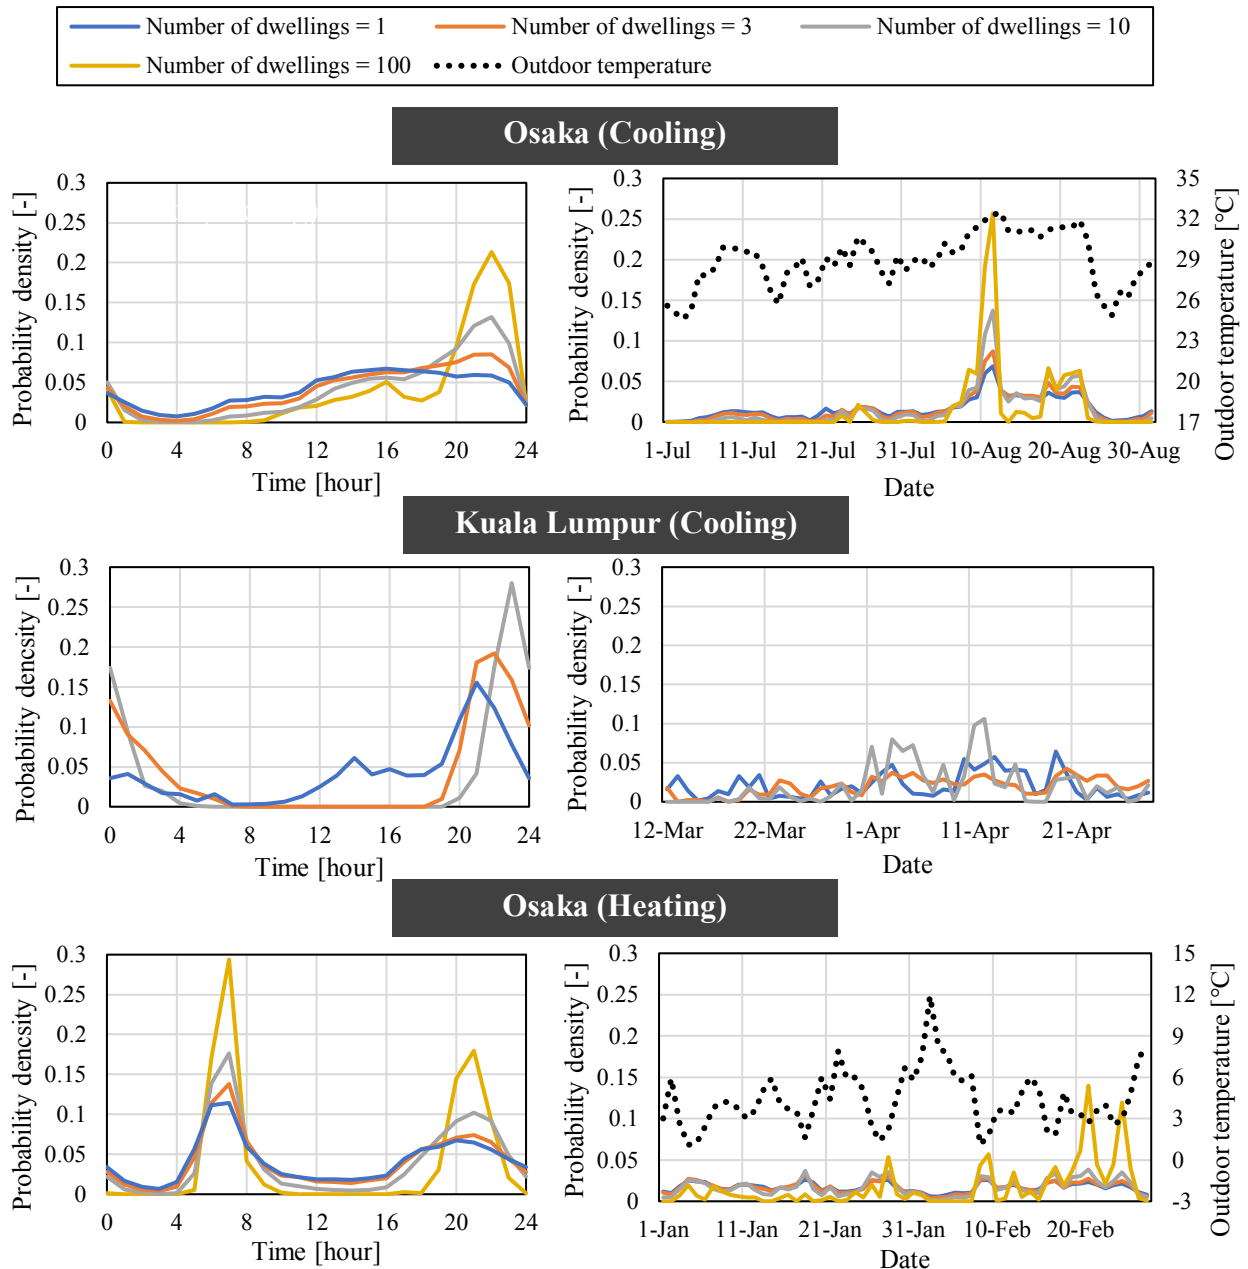 Number of dwellings = 1 Number of dwellings = 3 Number of dwellings = 10
Number of dwellings = 100 Outdoor temperature
Osaka (Cooling)
Probability density [-]
0.3
0.25
0.2
0.15
0.1
0.05
0
0 4 8 12 16 20 24
Time [hour]
Probability density [-]
0.3
0.25
0.2
0.15
0.1
0.05
0
35
32
29
26
23
20
17
Outdoor temperature [°C]
1-Jul 11-Jul 21-Jul 31-Jul 10-Aug 20-Aug 30-Aug
Date
Kuala Lumpur (Cooling)
Probability dencsity [-]
0.3
0.25
0.2
0.15
0.1
0.05
0
0 4 8 12 16 20 24
Time [hour]
Probability density [-]
0.3
0.25
0.2
0.15
0.1
0.05
0
12-Mar 22-Mar 1-Apr 11-Apr 21-Apr
Date
Osaka (Heating)
Probability dencsity [-]
0.3
0.25
0.2
0.15
0.1
0.05
0
0 4 8 12 16 20 24
Time [hour]
Probability density [-]
0.3
0.25
0.2
0.15
0.1
0.05
0
15
12
9
6
3
0
-3
Outdoor temperature [°C]
1-Jan 11-Jan 21-Jan 31-Jan 10-Feb 20-Feb
Date